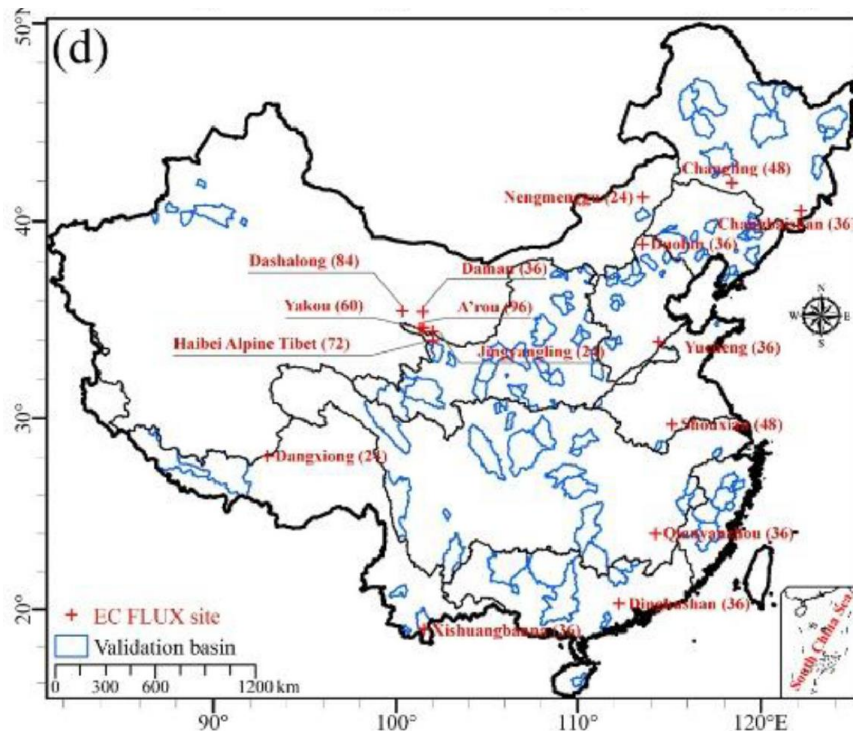 (d)
50°N
Changling (48)
Nengmenggu (24)
40°
Changbaishan (36)
Duolun (36)
Dashalong (84)
Daman (36)
Yakou (60)
A'rou (96)
N
W E
S
Haibei Alpine Tibet (72)
Jingyangling (24)
Yucheng (36)
30°
Shouxian (48)
Dangxiong (24)
Qianyanzhou (36)
20°
EC FLUX site
Dinghushan (36)
Validation basin
Xishuangbanna (36)
South China Sea
0 300 600 1200 km
90° 100° 110° 120°E